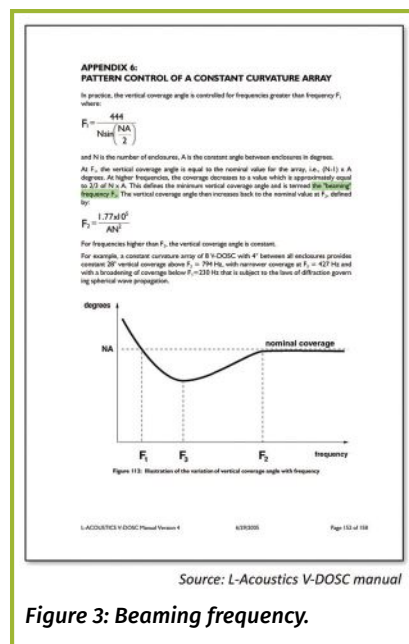 APPENDIX 6:
PATTERN CONTROL OF A CONSTANT CURVATURE ARRAY
In practice, the vertical coverage angle is controlled for frequencies greater than frequency F₁
where:
F₁= 444 / Nsin(NA/2)
and N is the number of enclosures, A is the constant angle between enclosures in degrees.
At F₁, the vertical coverage angle is equal to the nominal value for the array, i.e., (N-1) x A
degrees. At higher frequencies, the coverage decreases to a value which is approximately equal
to 2/3 of N x A. This defines the minimum vertical coverage angle and is termed the "beaming"
frequency F₃. The vertical coverage angle then increases back to the nominal value at F₂, defined
by:
F₂= 1.77x10⁵ / AN²
For frequencies higher than F₂, the vertical coverage angle is constant.
For example, a constant curvature array of 8 V-DOSC with 4° between all enclosures provides
constant 28° vertical coverage above F₂ = 794 Hz, with narrower coverage at F₃ = 427 Hz and
with a broadening of coverage below F₁=230 Hz that is subject to the laws of diffraction govern
ing spherical wave propagation.
degrees
NA
nominal coverage
F₁ F₃ F₂ frequency
Figure 113: Illustration of the variation of vertical coverage angle with frequency
L-ACOUSTICS V-DOSC Manual Version 4 6/29/2005 Page 152 of 158
Source: L-Acoustics V-DOSC manual
Figure 3: Beaming frequency.